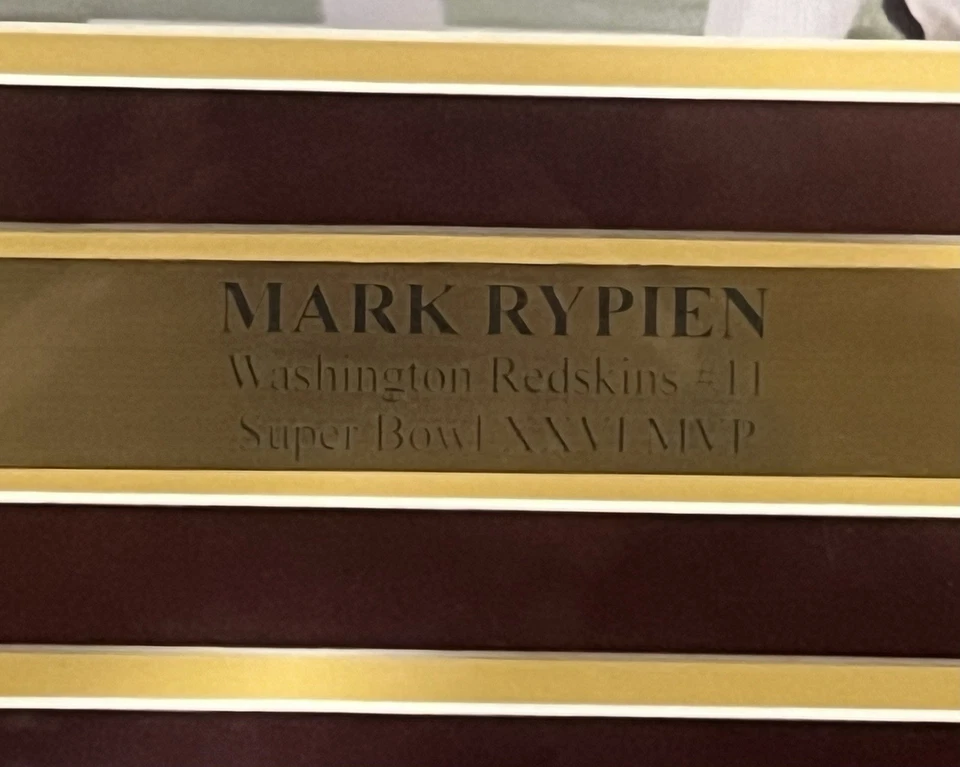 MARK RYPIEN
Washington Redskins #11
Super Bowl XXVI MVP